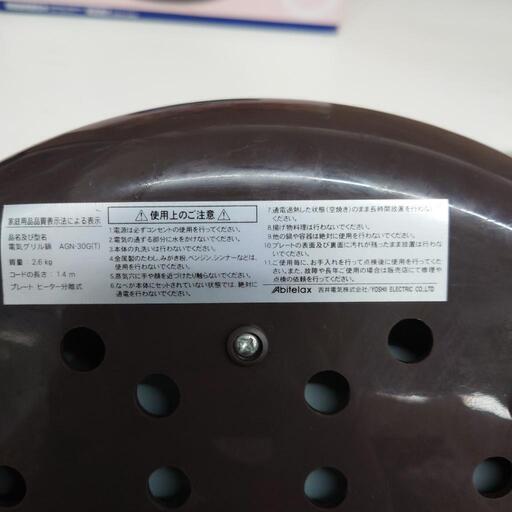 家庭用品品質表示法による表示
品名及び型名
電気グリル鍋 AGN-30G(T)
質量 : 2.6 kg
コードの長さ : 1.4 m
プレート ヒーター分離式
使用上のご注意
1.電源は必ずコンセントの使用を行ってください。
2.電気の通ずる部分に水をかけないでください。
3.本体の丸洗いは行わないでください。
4.金属製のたわし,みがき粉,ベンジン,シンナーなどは、
使用を行わないでください。
5.蒸気穴に手や顔を近づけたり触らないでください。
6.なべが本体にセットされていない状態では、絶対に
通電を行わないでください。
7.通電過熱した状態(空焼き)のまま長時間放置を行わな
いでください。
8.揚げ物料理は行わないでください。
9.他の鍋や容器は絶対に使用を行わないでください。
10.プレートの表面及び裏面に汚れが残ったまま使用は
行わないでください。
11.ご使用毎に、お手入れを行って点検後に使用を行ってくだ
さい。また、故障や長年ご使用の場合は販売店にて修理や
点検の依頼を行ってください。
Abitelax 吉井電気株式会社/YOSHII ELECTRIC CO.,LTD